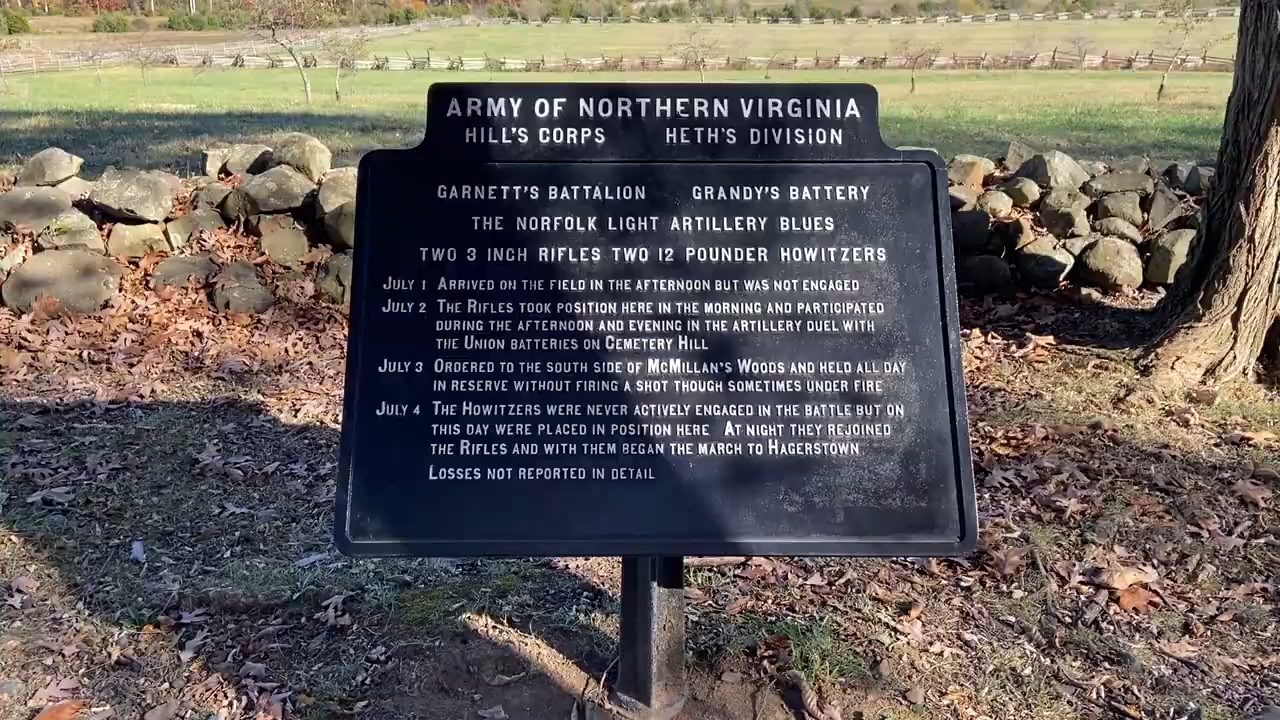 ARMY OF NORTHERN VIRGINIA
HILL'S CORPS HETH'S DIVISION
GARNETT'S BATTALION GRANDY'S BATTERY
THE NORFOLK LIGHT ARTILLERY BLUES
TWO 3 INCH RIFLES TWO 12 POUNDER HOWITZERS
JULY 1 ARRIVED ON THE FIELD IN THE AFTERNOON BUT WAS NOT ENGAGED
JULY 2 THE RIFLES TOOK POSITION HERE IN THE MORNING AND PARTICIPATED
DURING THE AFTERNOON AND EVENING IN THE ARTILLERY DUEL WITH
THE UNION BATTERIES ON CEMETERY HILL
JULY 3 ORDERED TO THE SOUTH SIDE OF MCMILLAN'S WOODS AND HELD ALL DAY
IN RESERVE WITHOUT FIRING A SHOT THOUGH SOMETIMES UNDER FIRE
JULY 4 THE HOWITZERS WERE NEVER ACTIVELY ENGAGED IN THE BATTLE BUT ON
THIS DAY WERE PLACED IN POSITION HERE AT NIGHT THEY REJOINED
THE RIFLES AND WITH THEM BEGAN THE MARCH TO HAGERSTOWN
LOSSES NOT REPORTED IN DETAIL